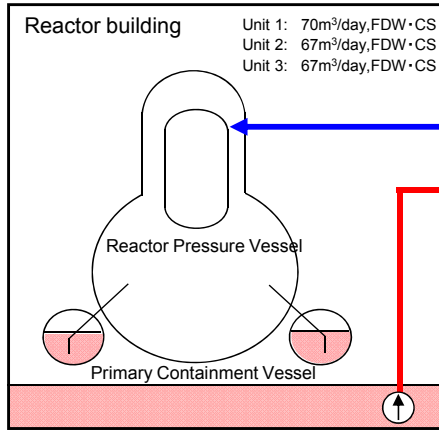 Reactor building
Unit 1: 70m³/day,FDW・CS
Unit 2: 67m³/day,FDW・CS
Unit 3: 67m³/day,FDW・CS
Reactor Pressure Vessel
Primary Containment Vessel